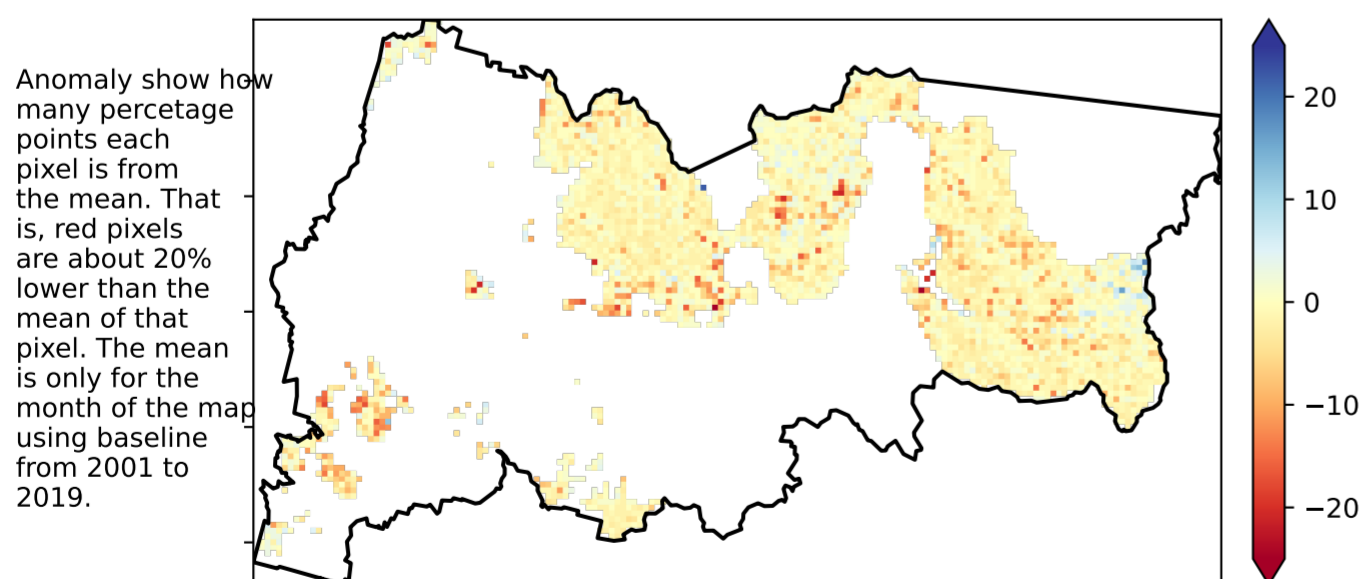 Anomaly show how
many percetage
points each
pixel is from
the mean. That
is, red pixels
are about 20%
lower than the
mean of that
pixel. The mean
is only for the
month of the map
using baseline
from 2001 to
2019.
20
10
0
−10
−20